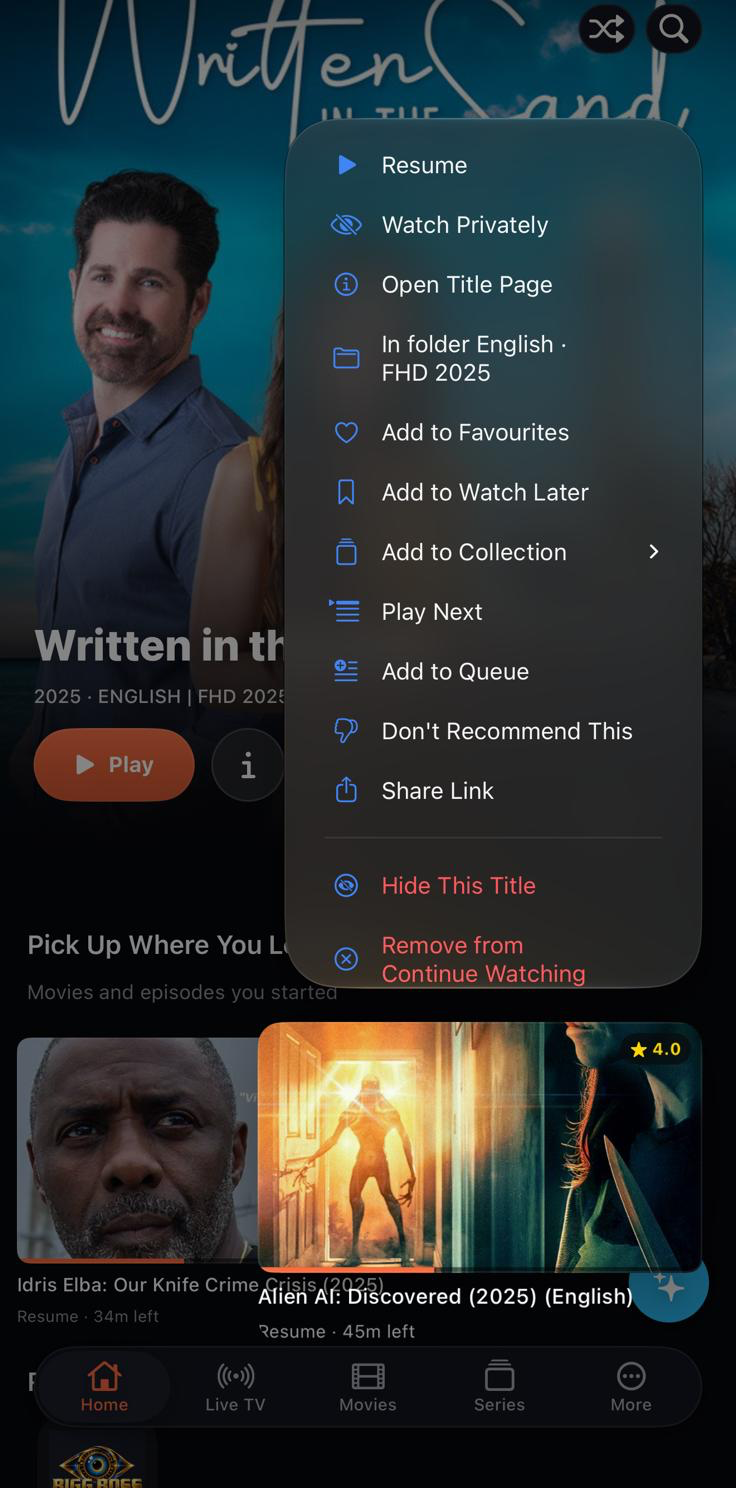 Written
IN THE Sand
Resume
Watch Privately
Open Title Page
In folder English ·
FHD 2025
Add to Favourites
Add to Watch Later
Add to Collection
Play Next
Add to Queue
Don't Recommend This
Share Link
Hide This Title
Remove from
Continue Watching
Written in th
2025 · ENGLISH | FHD 2025
Play
Pick Up Where You L
Movies and episodes you started
4.0
Idris Elba: Our Knife Crime Crisis (2025)
Resume · 34m left
Alien AI: Discovered (2025) (English)
Resume · 45m left
Home
Live TV
Movies
Series
More
BIGG BOSS